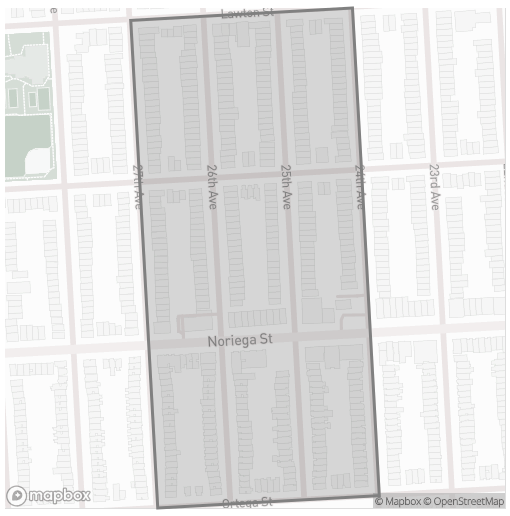 Lawton St
27th Ave
26th Ave
25th Ave
24th Ave
23rd Ave
Noriega St
Ortega St
mapbox
© Mapbox © OpenStreetMap